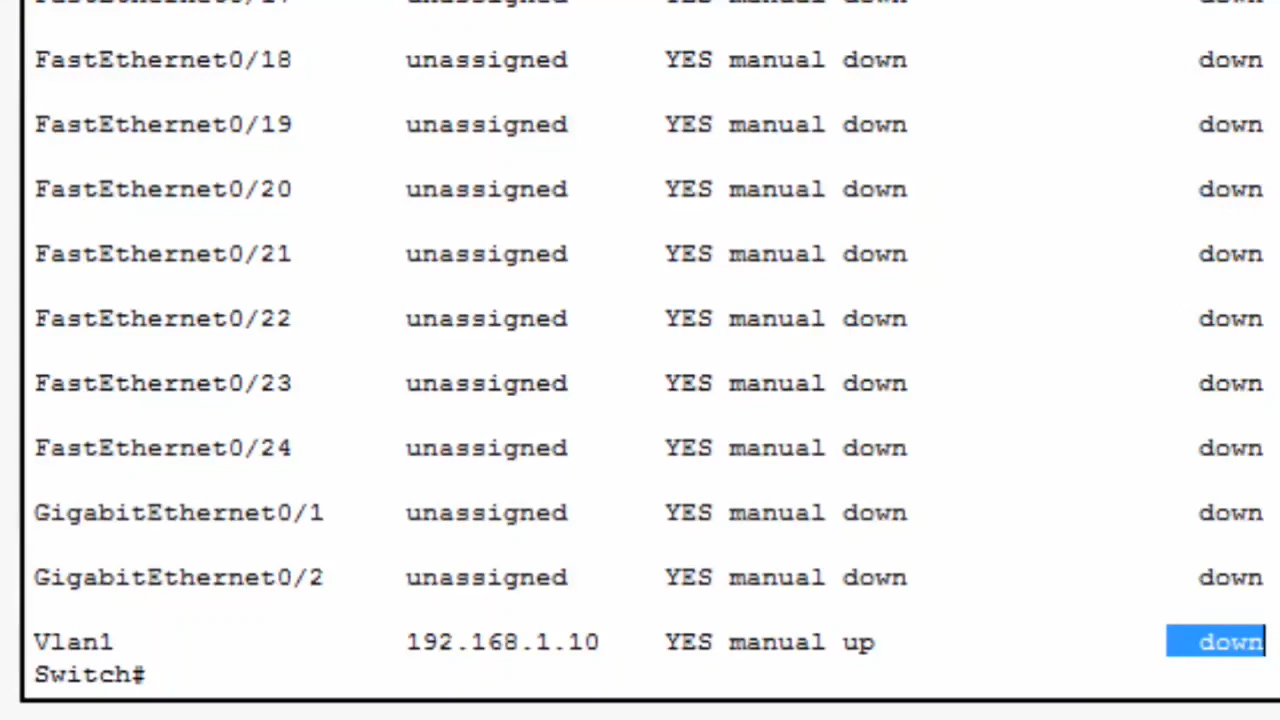 FastEthernet0/18 unassigned YES manual down down
FastEthernet0/19 unassigned YES manual down down
FastEthernet0/20 unassigned YES manual down down
FastEthernet0/21 unassigned YES manual down down
FastEthernet0/22 unassigned YES manual down down
FastEthernet0/23 unassigned YES manual down down
FastEthernet0/24 unassigned YES manual down down
GigabitEthernet0/1 unassigned YES manual down down
GigabitEthernet0/2 unassigned YES manual down down
Vlan1 192.168.1.10 YES manual up down
Switch#